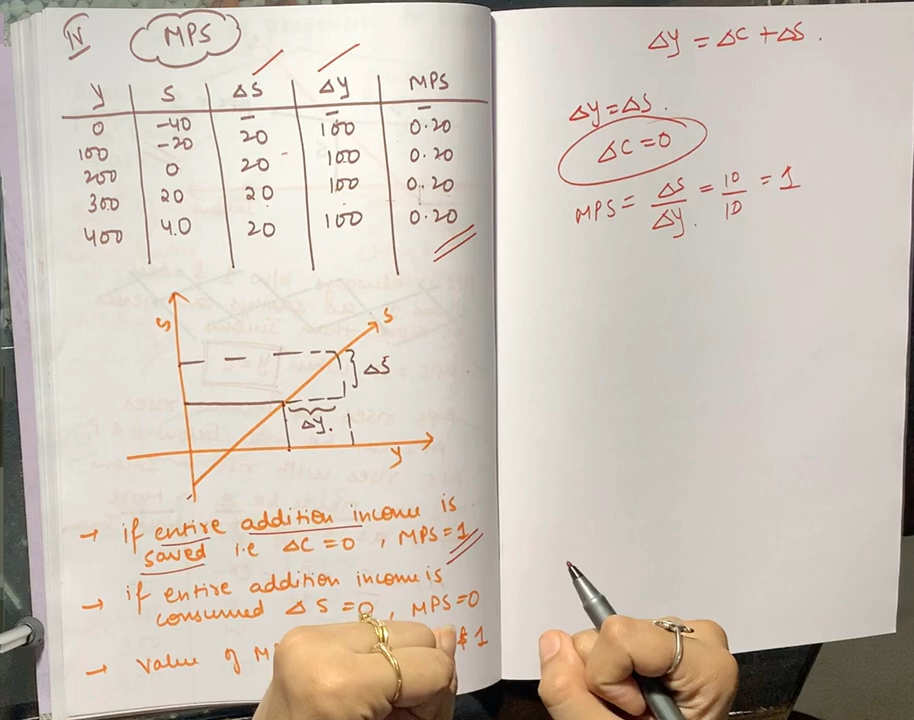 IV MPS
Y S ΔS ΔY MPS
0 -40 - - -
100 -20 20 100 0.20
200 0 20 100 0.20
300 20 20 100 0.20
400 40 20 100 0.20
S
S
ΔS
ΔY.
Y
→ if entire addition income is
saved i.e ΔC = 0 , MPS = 1
→ if entire addition income is
consumed ΔS = 0, MPS = 0
→ Value of & 1
ΔY = ΔC + ΔS .
ΔY = ΔS .
ΔC = 0
MPS = ΔS/ΔY. = 10/10 = 1